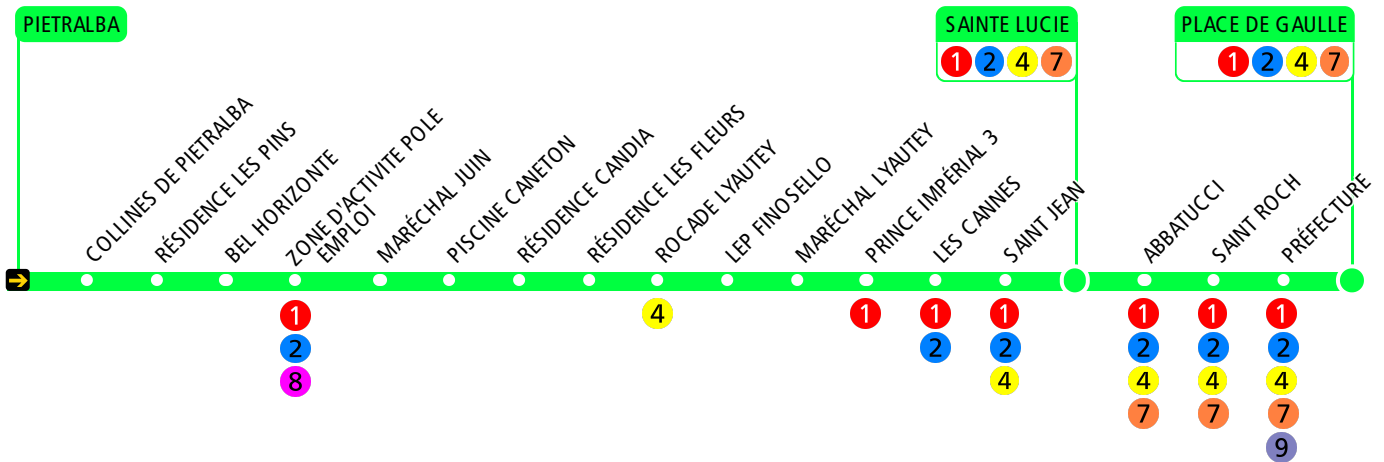 PIETRALBA
SAINTE LUCIE
1 2 4 7
PLACE DE GAULLE
1 2 4 7
COLLINES DE PIETRALBA
RÉSIDENCE LES PINS
BEL HORIZONTE
ZONE D'ACTIVITE POLE
EMPLOI
MARÉCHAL JUIN
PISCINE CANETON
RÉSIDENCE CANDIA
RÉSIDENCE LES FLEURS
ROCADE LYAUTEY
LEP FINOSELLO
MARÉCHAL LYAUTEY
PRINCE IMPÉRIAL 3
LES CANNES
SAINT JEAN
ABBATUCCI
SAINT ROCH
PRÉFECTURE
1
2
8
4
1
1
2
1
2
4
1
2
4
7
1
2
4
7
1
2
4
7
9